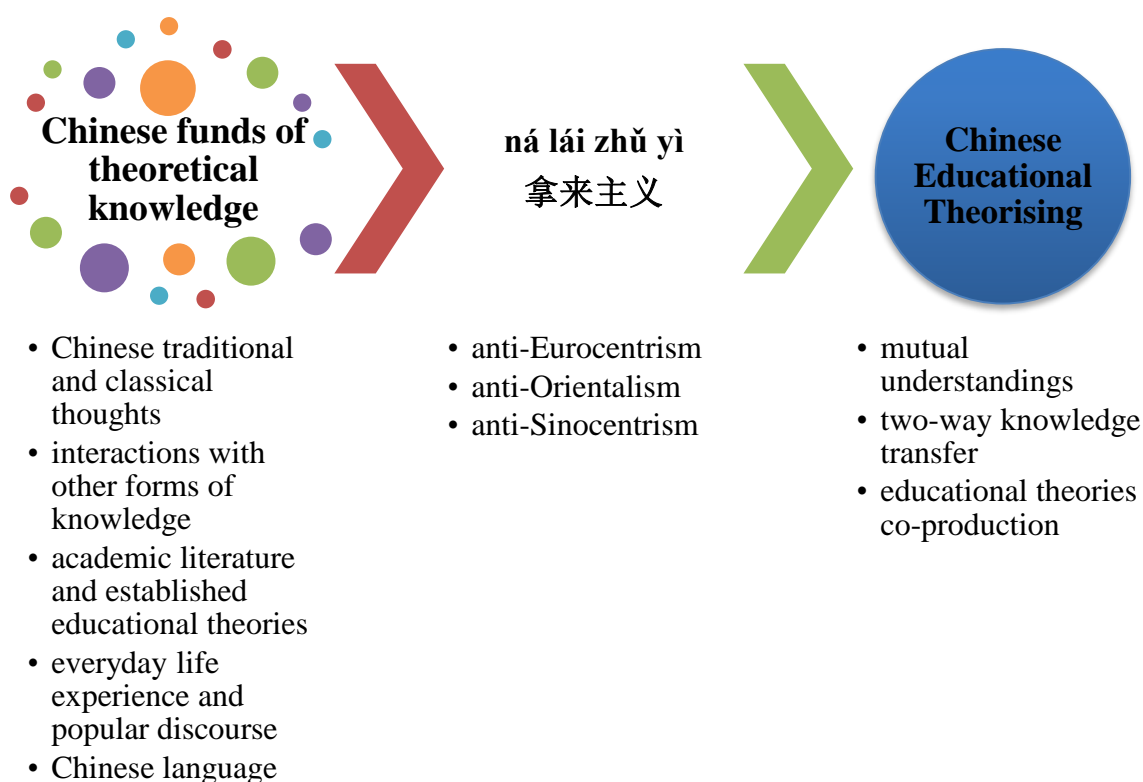 Chinese funds of
theoretical
knowledge
• Chinese traditional
and classical
thoughts
• interactions with
other forms of
knowledge
• academic literature
and established
educational theories
• everyday life
experience and
popular discourse
• Chinese language
ná lái zhǔ yì
拿来主义
• anti-Eurocentrism
• anti-Orientalism
• anti-Sinocentrism
Chinese
Educational
Theorising
• mutual
understandings
• two-way knowledge
transfer
• educational theories
co-production